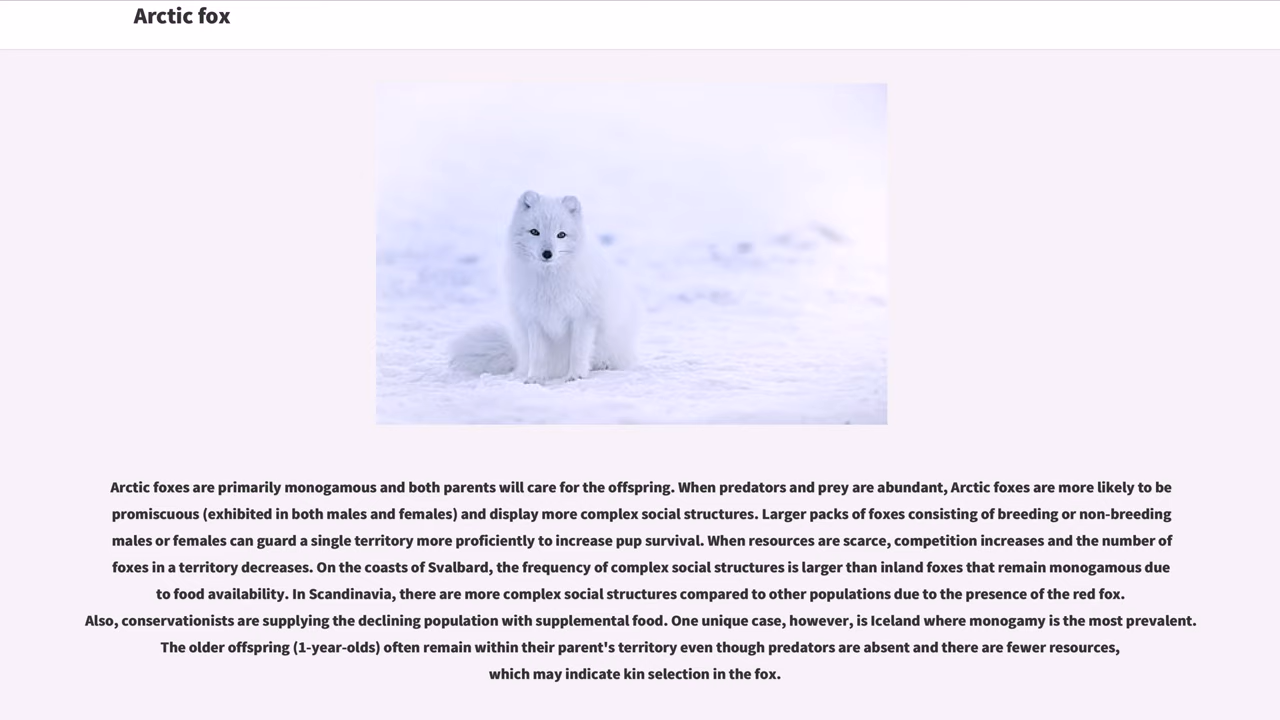 Arctic fox
Arctic foxes are primarily monogamous and both parents will care for the offspring. When predators and prey are abundant, Arctic foxes are more likely to be
promiscuous (exhibited in both males and females) and display more complex social structures. Larger packs of foxes consisting of breeding or non-breeding
males or females can guard a single territory more proficiently to increase pup survival. When resources are scarce, competition increases and the number of
foxes in a territory decreases. On the coasts of Svalbard, the frequency of complex social structures is larger than inland foxes that remain monogamous due
to food availability. In Scandinavia, there are more complex social structures compared to other populations due to the presence of the red fox.
Also, conservationists are supplying the declining population with supplemental food. One unique case, however, is Iceland where monogamy is the most prevalent.
The older offspring (1-year-olds) often remain within their parent's territory even though predators are absent and there are fewer resources,
which may indicate kin selection in the fox.